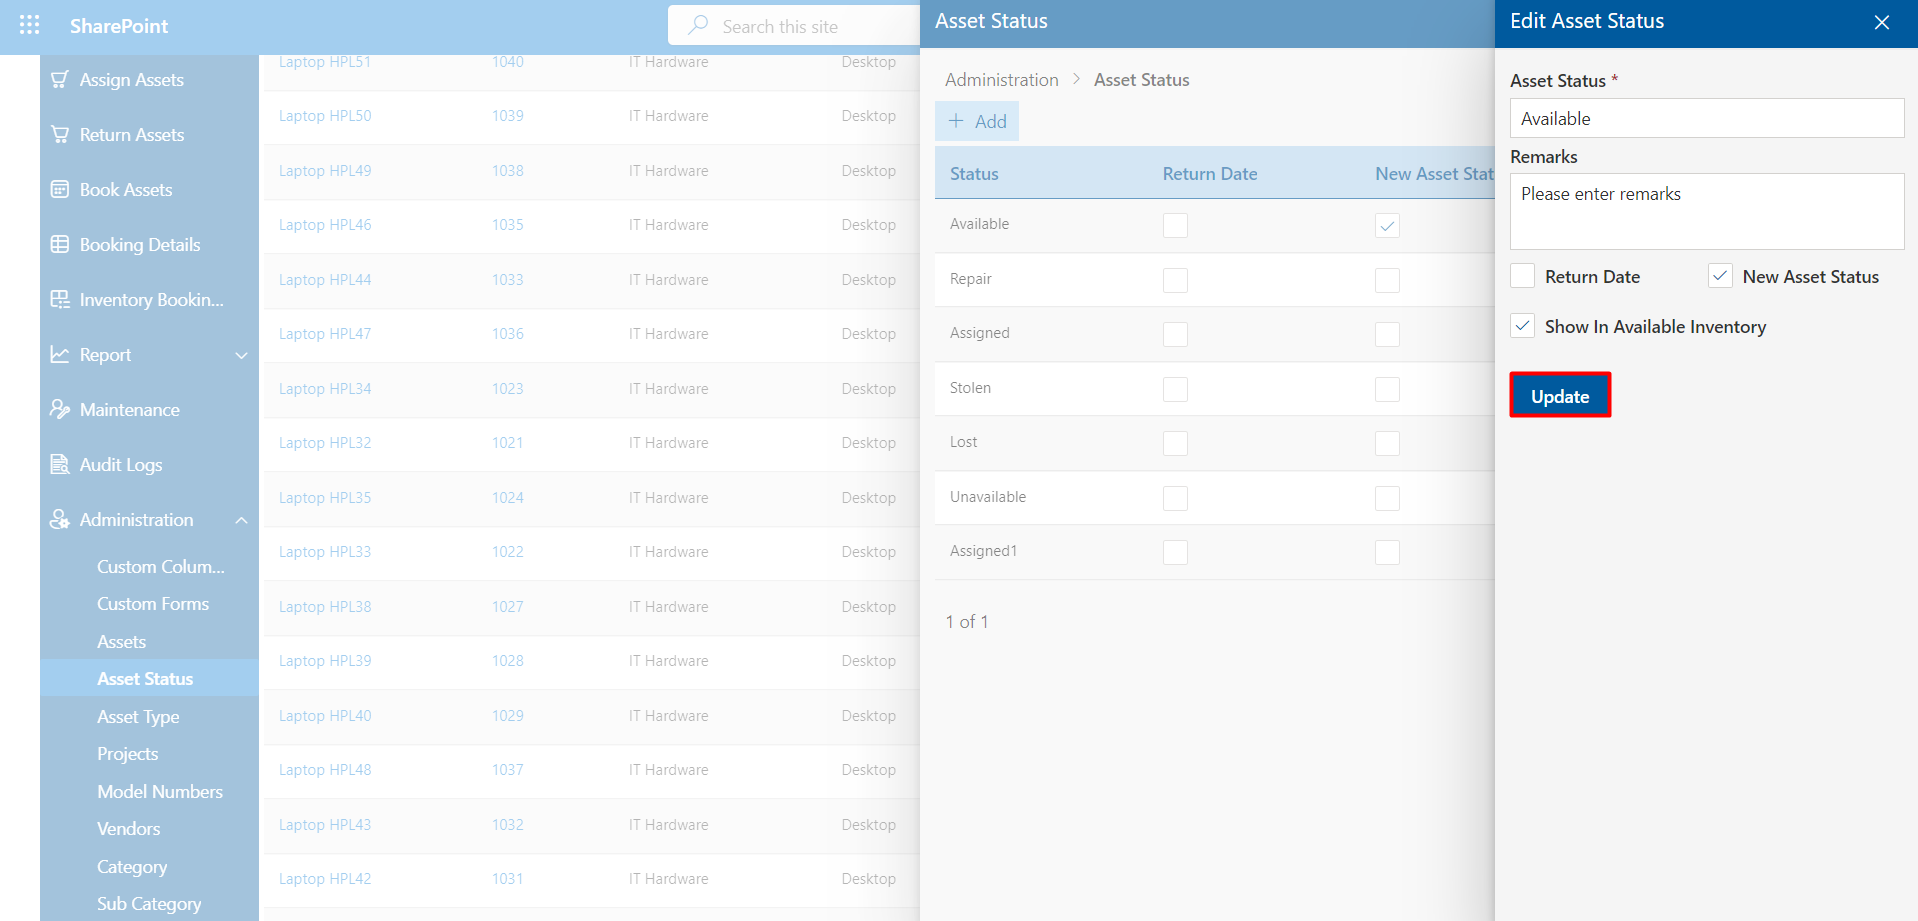 SharePoint
Search this site
Assign Assets
Return Assets
Book Assets
Booking Details
Inventory Bookin...
Report
Maintenance
Audit Logs
Administration
Custom Colum...
Custom Forms
Assets
Asset Status
Asset Type
Projects
Model Numbers
Vendors
Category
Sub Category
Laptop HPL51 1040 IT Hardware Desktop
Laptop HPL50 1039 IT Hardware Desktop
Laptop HPL49 1038 IT Hardware Desktop
Laptop HPL46 1035 IT Hardware Desktop
Laptop HPL44 1033 IT Hardware Desktop
Laptop HPL47 1036 IT Hardware Desktop
Laptop HPL34 1023 IT Hardware Desktop
Laptop HPL32 1021 IT Hardware Desktop
Laptop HPL35 1024 IT Hardware Desktop
Laptop HPL33 1022 IT Hardware Desktop
Laptop HPL38 1027 IT Hardware Desktop
Laptop HPL39 1028 IT Hardware Desktop
Laptop HPL40 1029 IT Hardware Desktop
Laptop HPL48 1037 IT Hardware Desktop
Laptop HPL43 1032 IT Hardware Desktop
Laptop HPL42 1031 IT Hardware Desktop
Asset Status
Administration > Asset Status
+ Add
Status Return Date New Asset Stat
Available
Repair
Assigned
Stolen
Lost
Unavailable
Assigned1
1 of 1
Edit Asset Status
Asset Status *
Available
Remarks
Please enter remarks
Return Date New Asset Status
Show In Available Inventory
Update